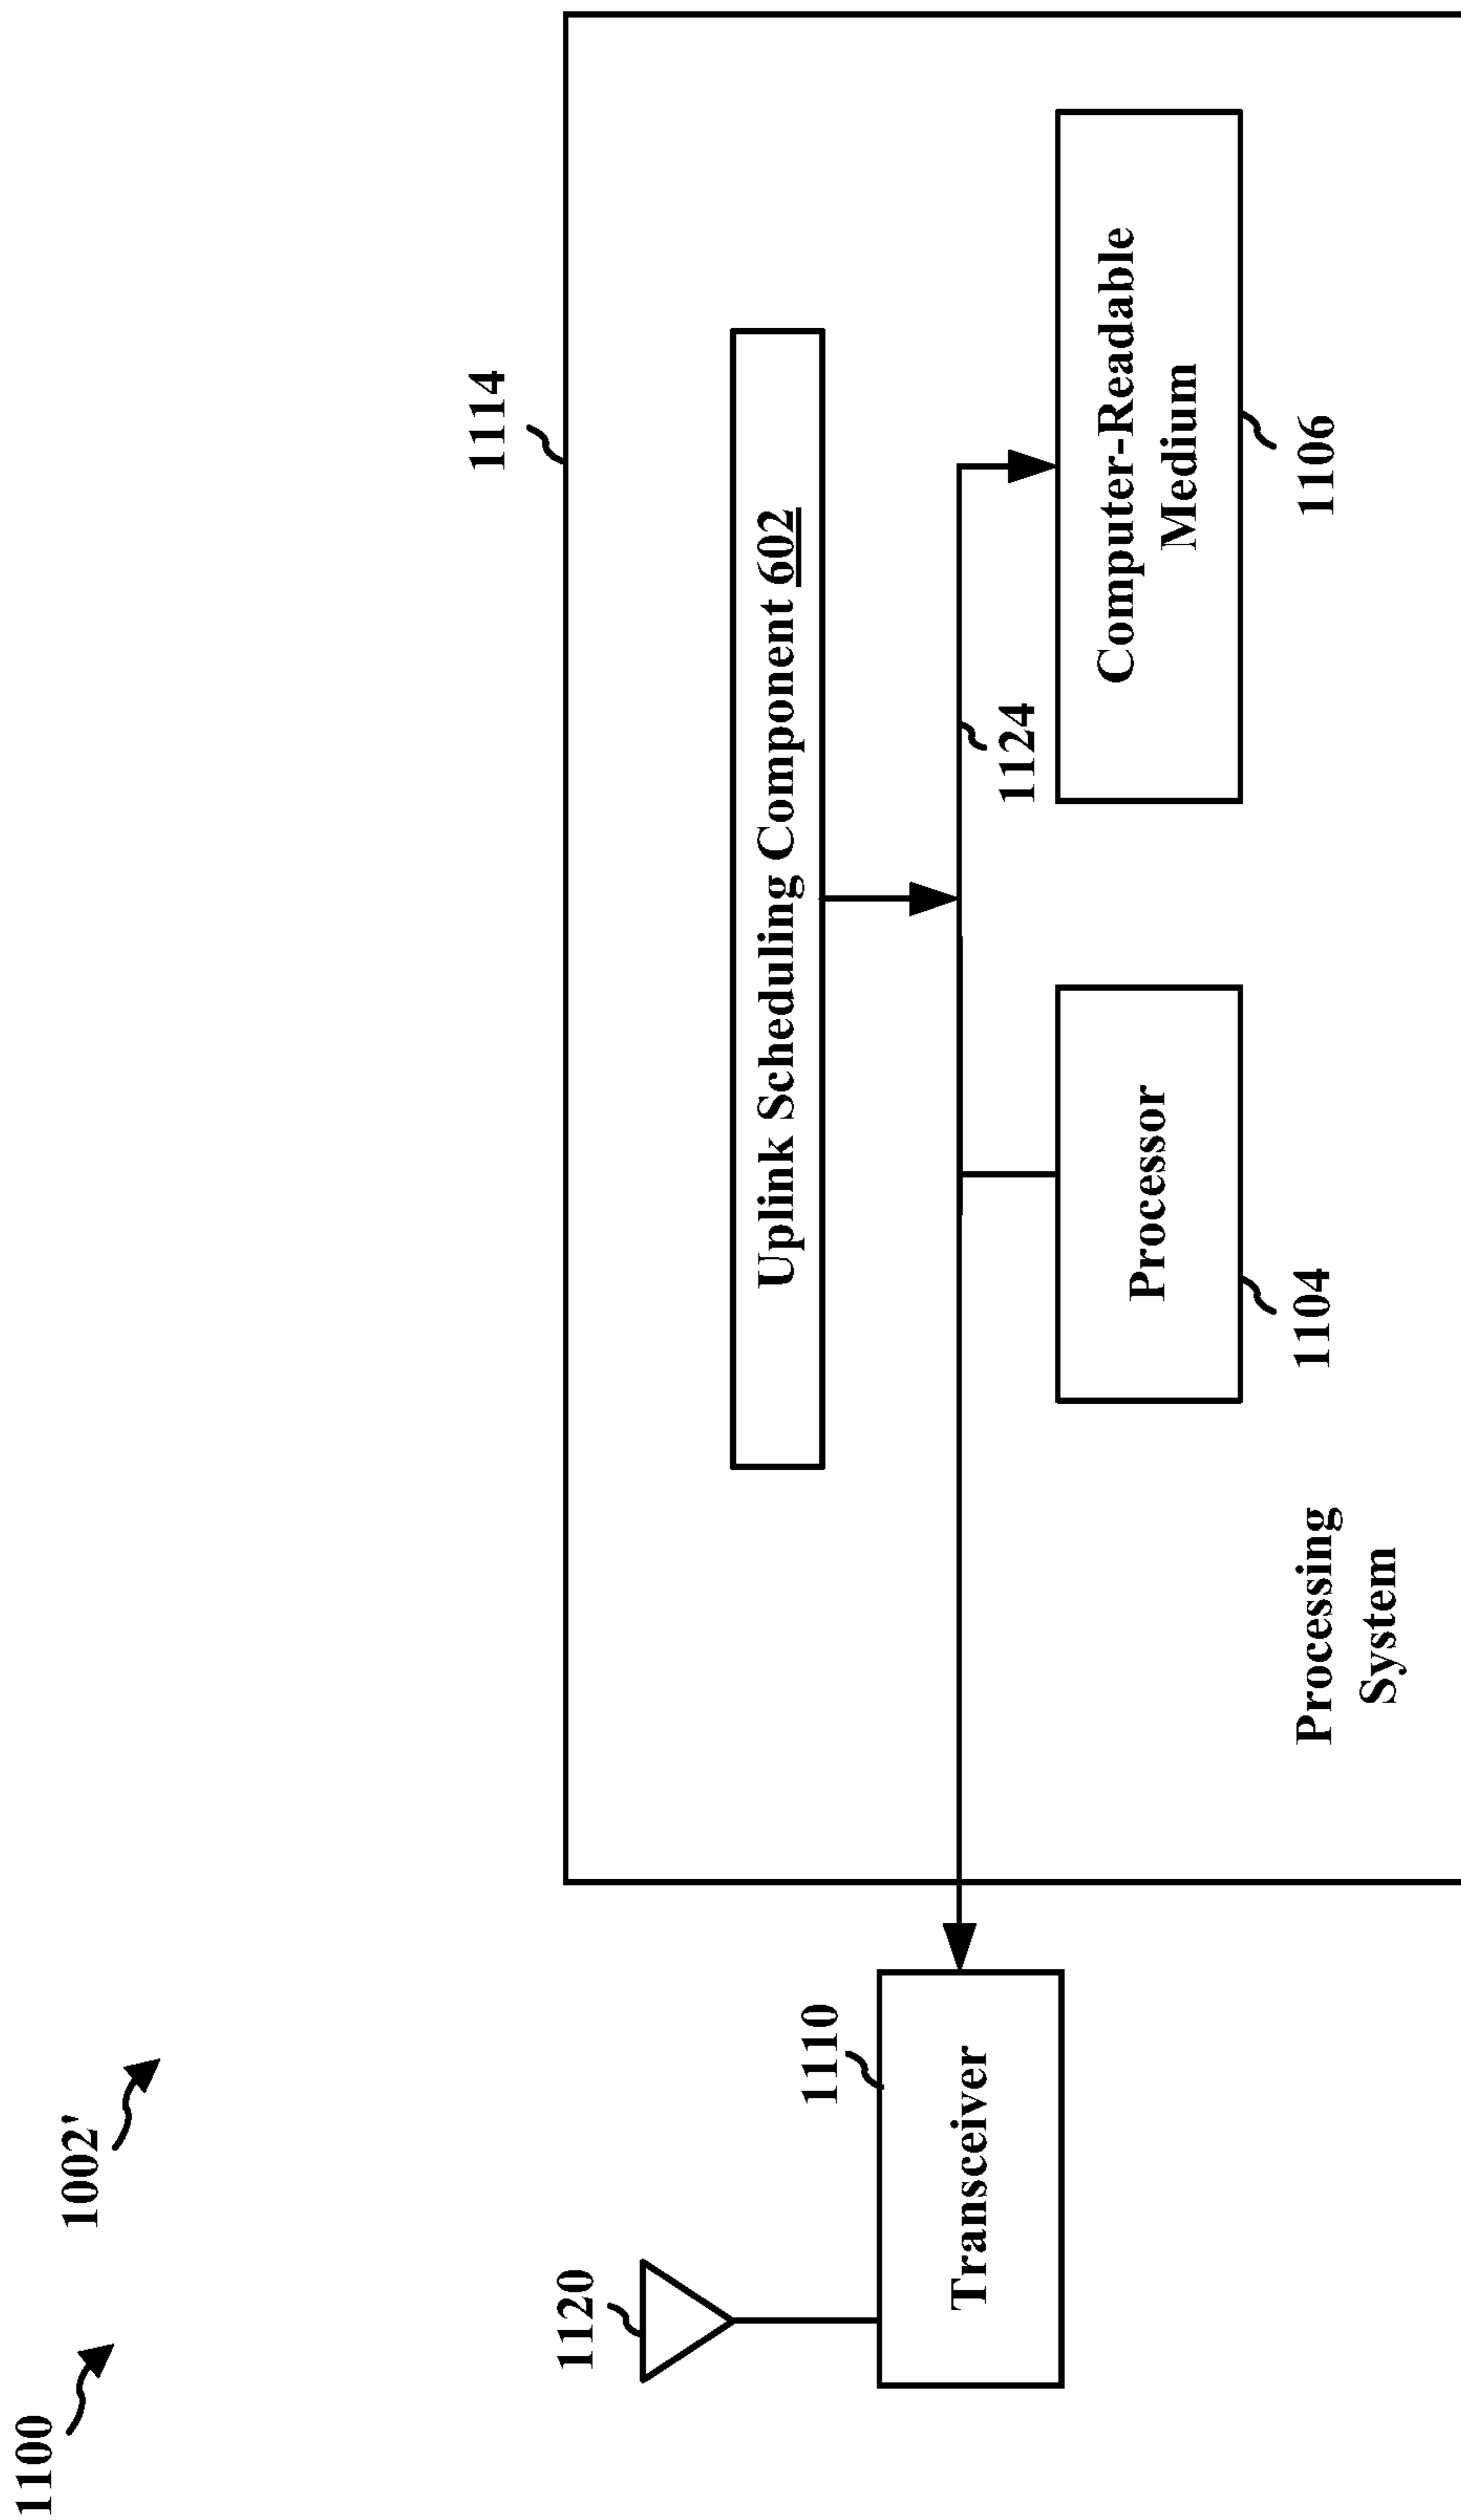 1100
1002'
1114
1120
Uplink Scheduling Component 602
1110
Transceiver
1124
Processor
Computer-Readable
Medium
1104
1106
Processing
System